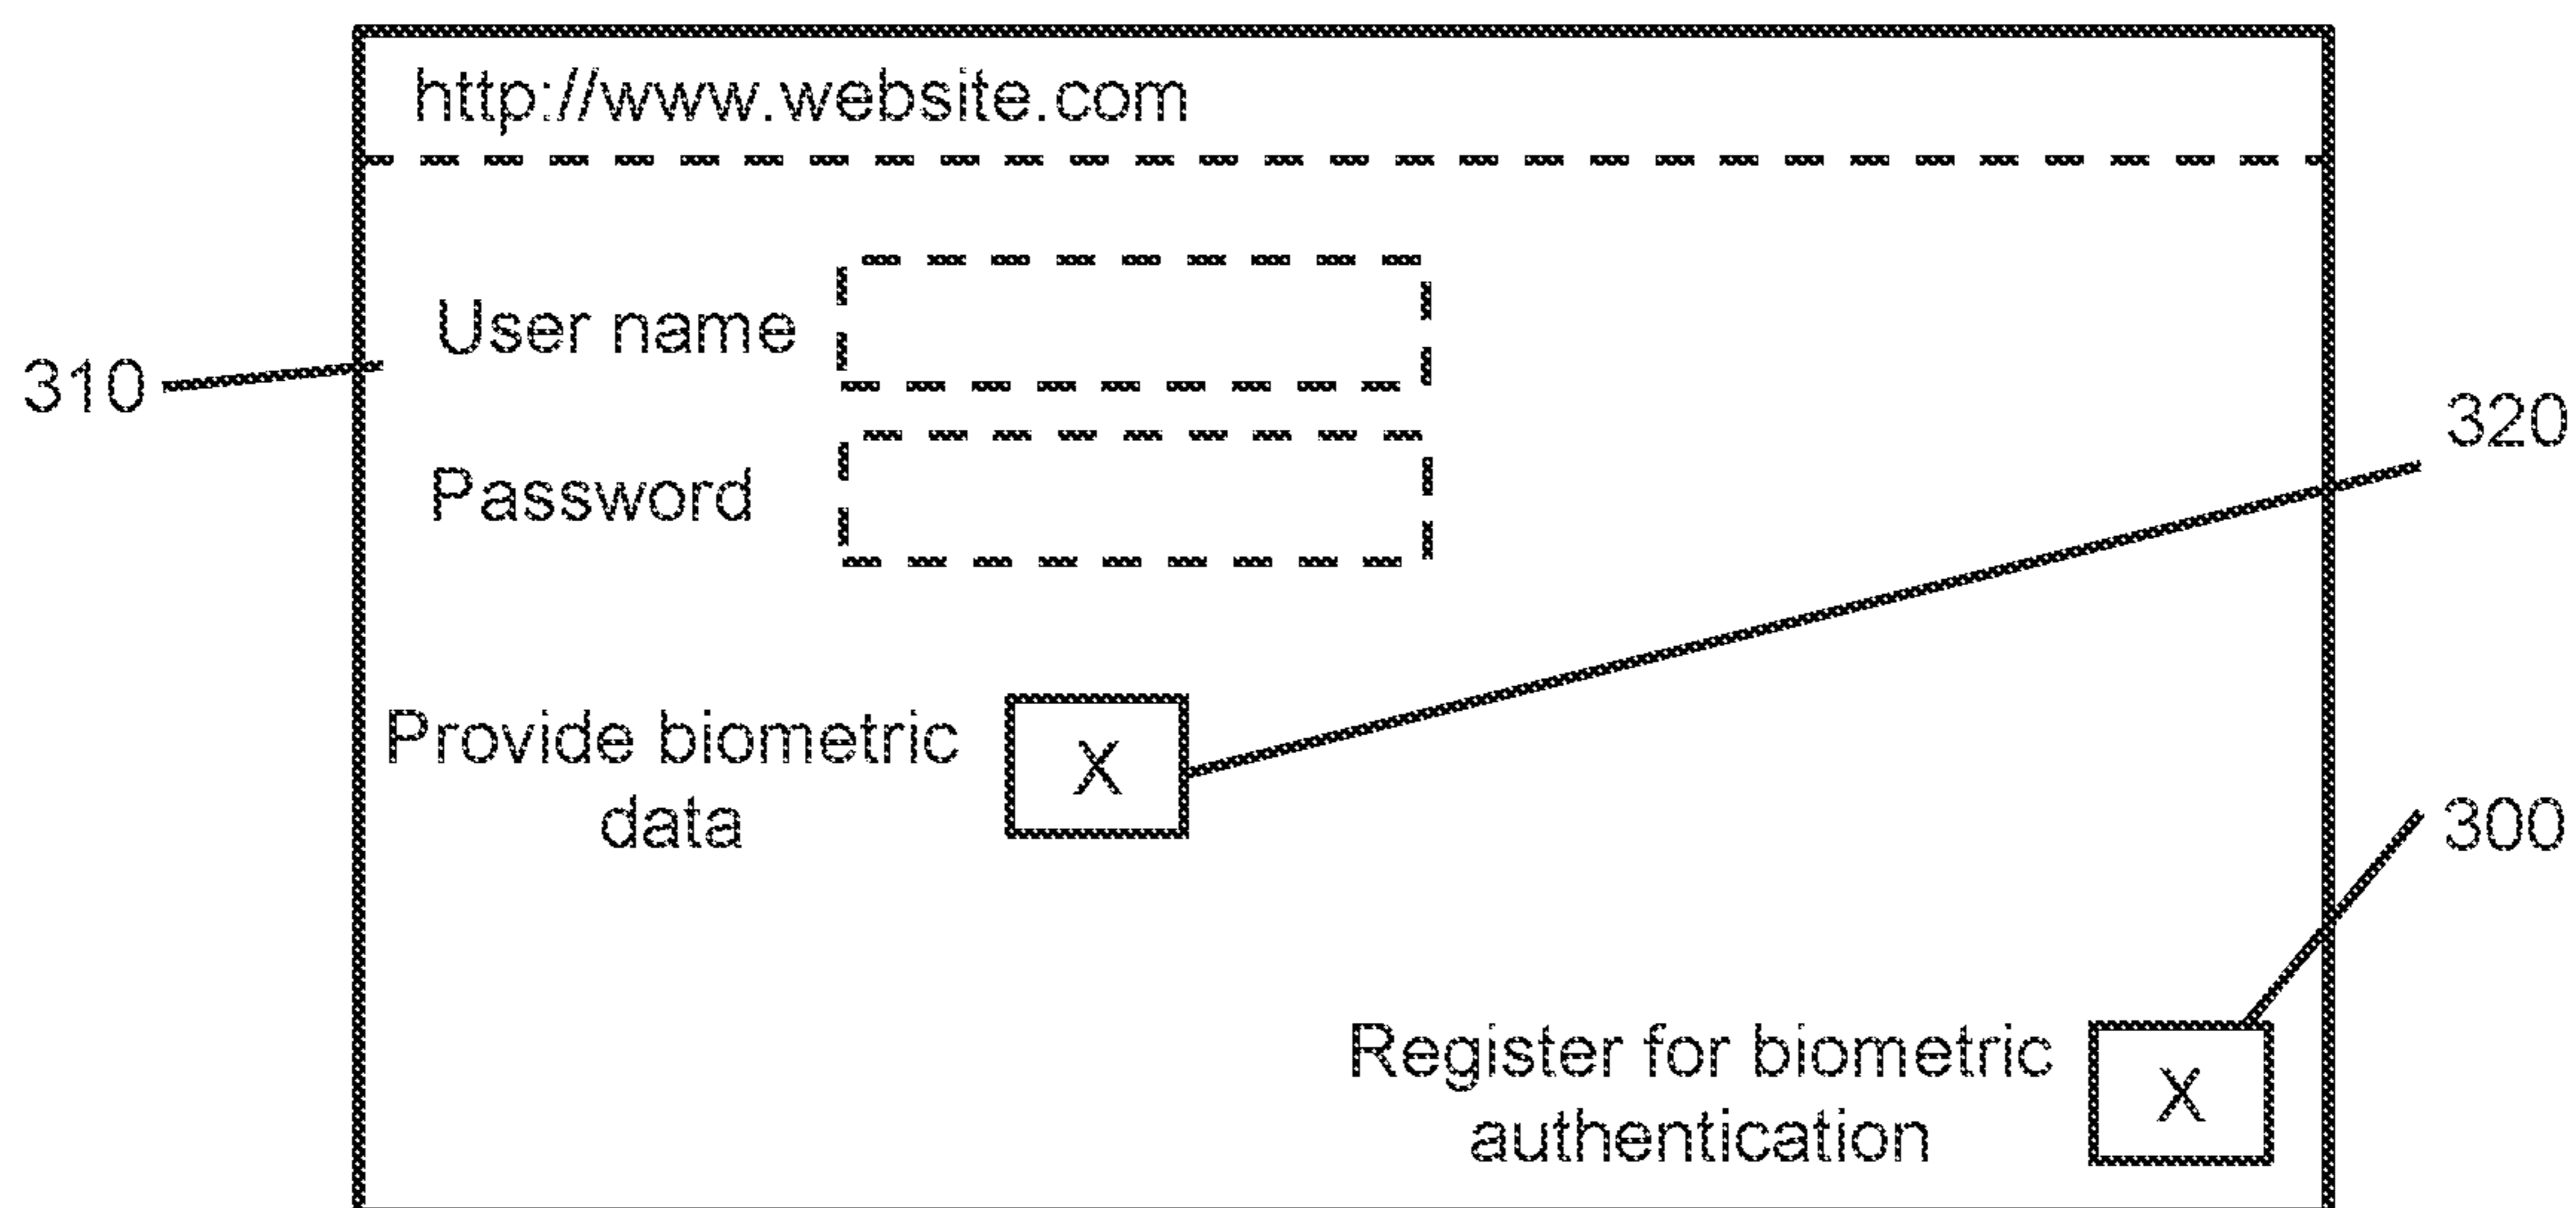 http://www.website.com
User name
310
320
Password
Provide biometric
data
X
300
Register for biometric
authentication
X